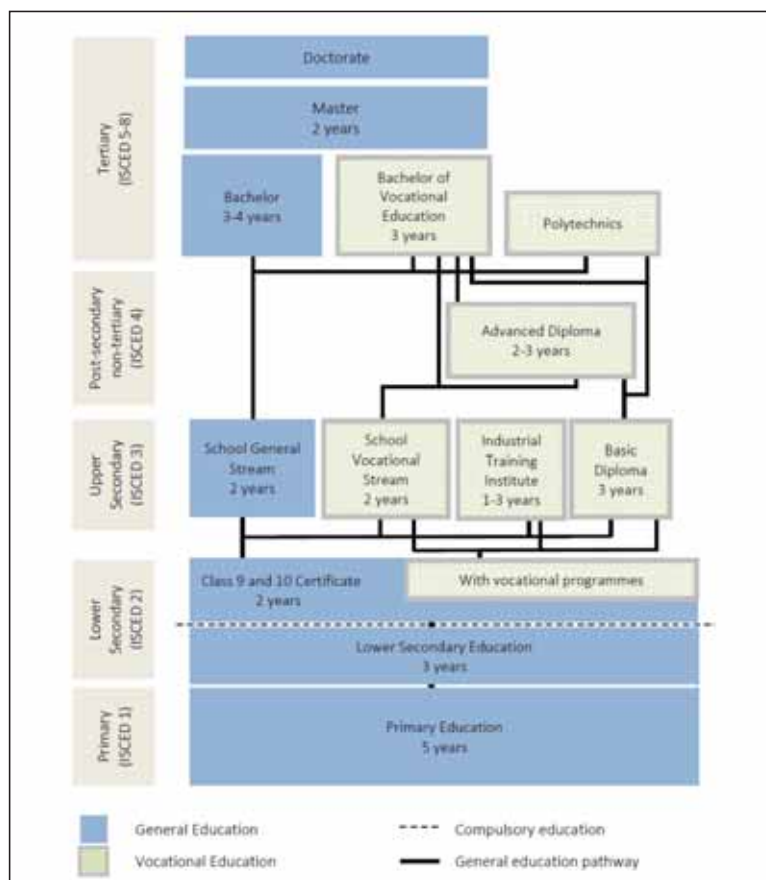 Tertiary
(ISCED 5-8)
Doctorate
Master
2 years
Bachelor
3-4 years
Bachelor of
Vocational
Education
3 years
Polytechnics
Post-secondary
non-tertiary
(ISCED 4)
Advanced Diploma
2-3 years
Upper
Secondary
(ISCED 3)
School General
Stream
2 years
School
Vocational
Stream
2 years
Industrial
Training
Institute
1-3 years
Basic
Diploma
3 years
Lower
Secondary
(ISCED 2)
Class 9 and 10 Certificate
2 years
With vocational programmes
Lower Secondary Education
3 years
Primary
(ISCED 1)
Primary Education
5 years
General Education
Compulsory education
Vocational Education
General education pathway